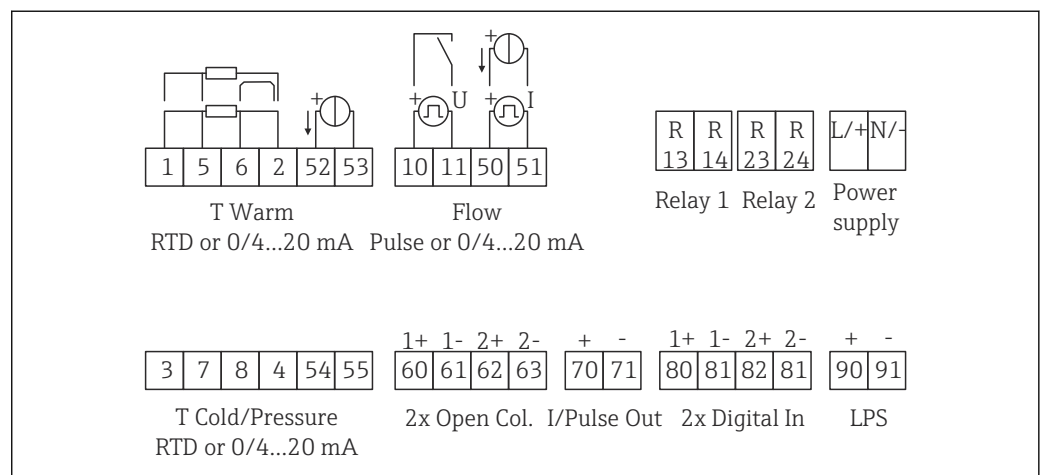 + +
+ + U + I
1 5 6 2 52 53 10 11 50 51
R 13 R 14 R 23 R 24 L/+ N/-
T Warm
RTD or 0/4...20 mA
Flow
Pulse or 0/4...20 mA
Relay 1 Relay 2 Power supply
1+ 1- 2+ 2- + - 1+ 1- 2+ 2- + -
3 7 8 4 54 55 60 61 62 63 70 71 80 81 82 81 90 91
T Cold/Pressure
RTD or 0/4...20 mA
2x Open Col. I/Pulse Out 2x Digital In LPS